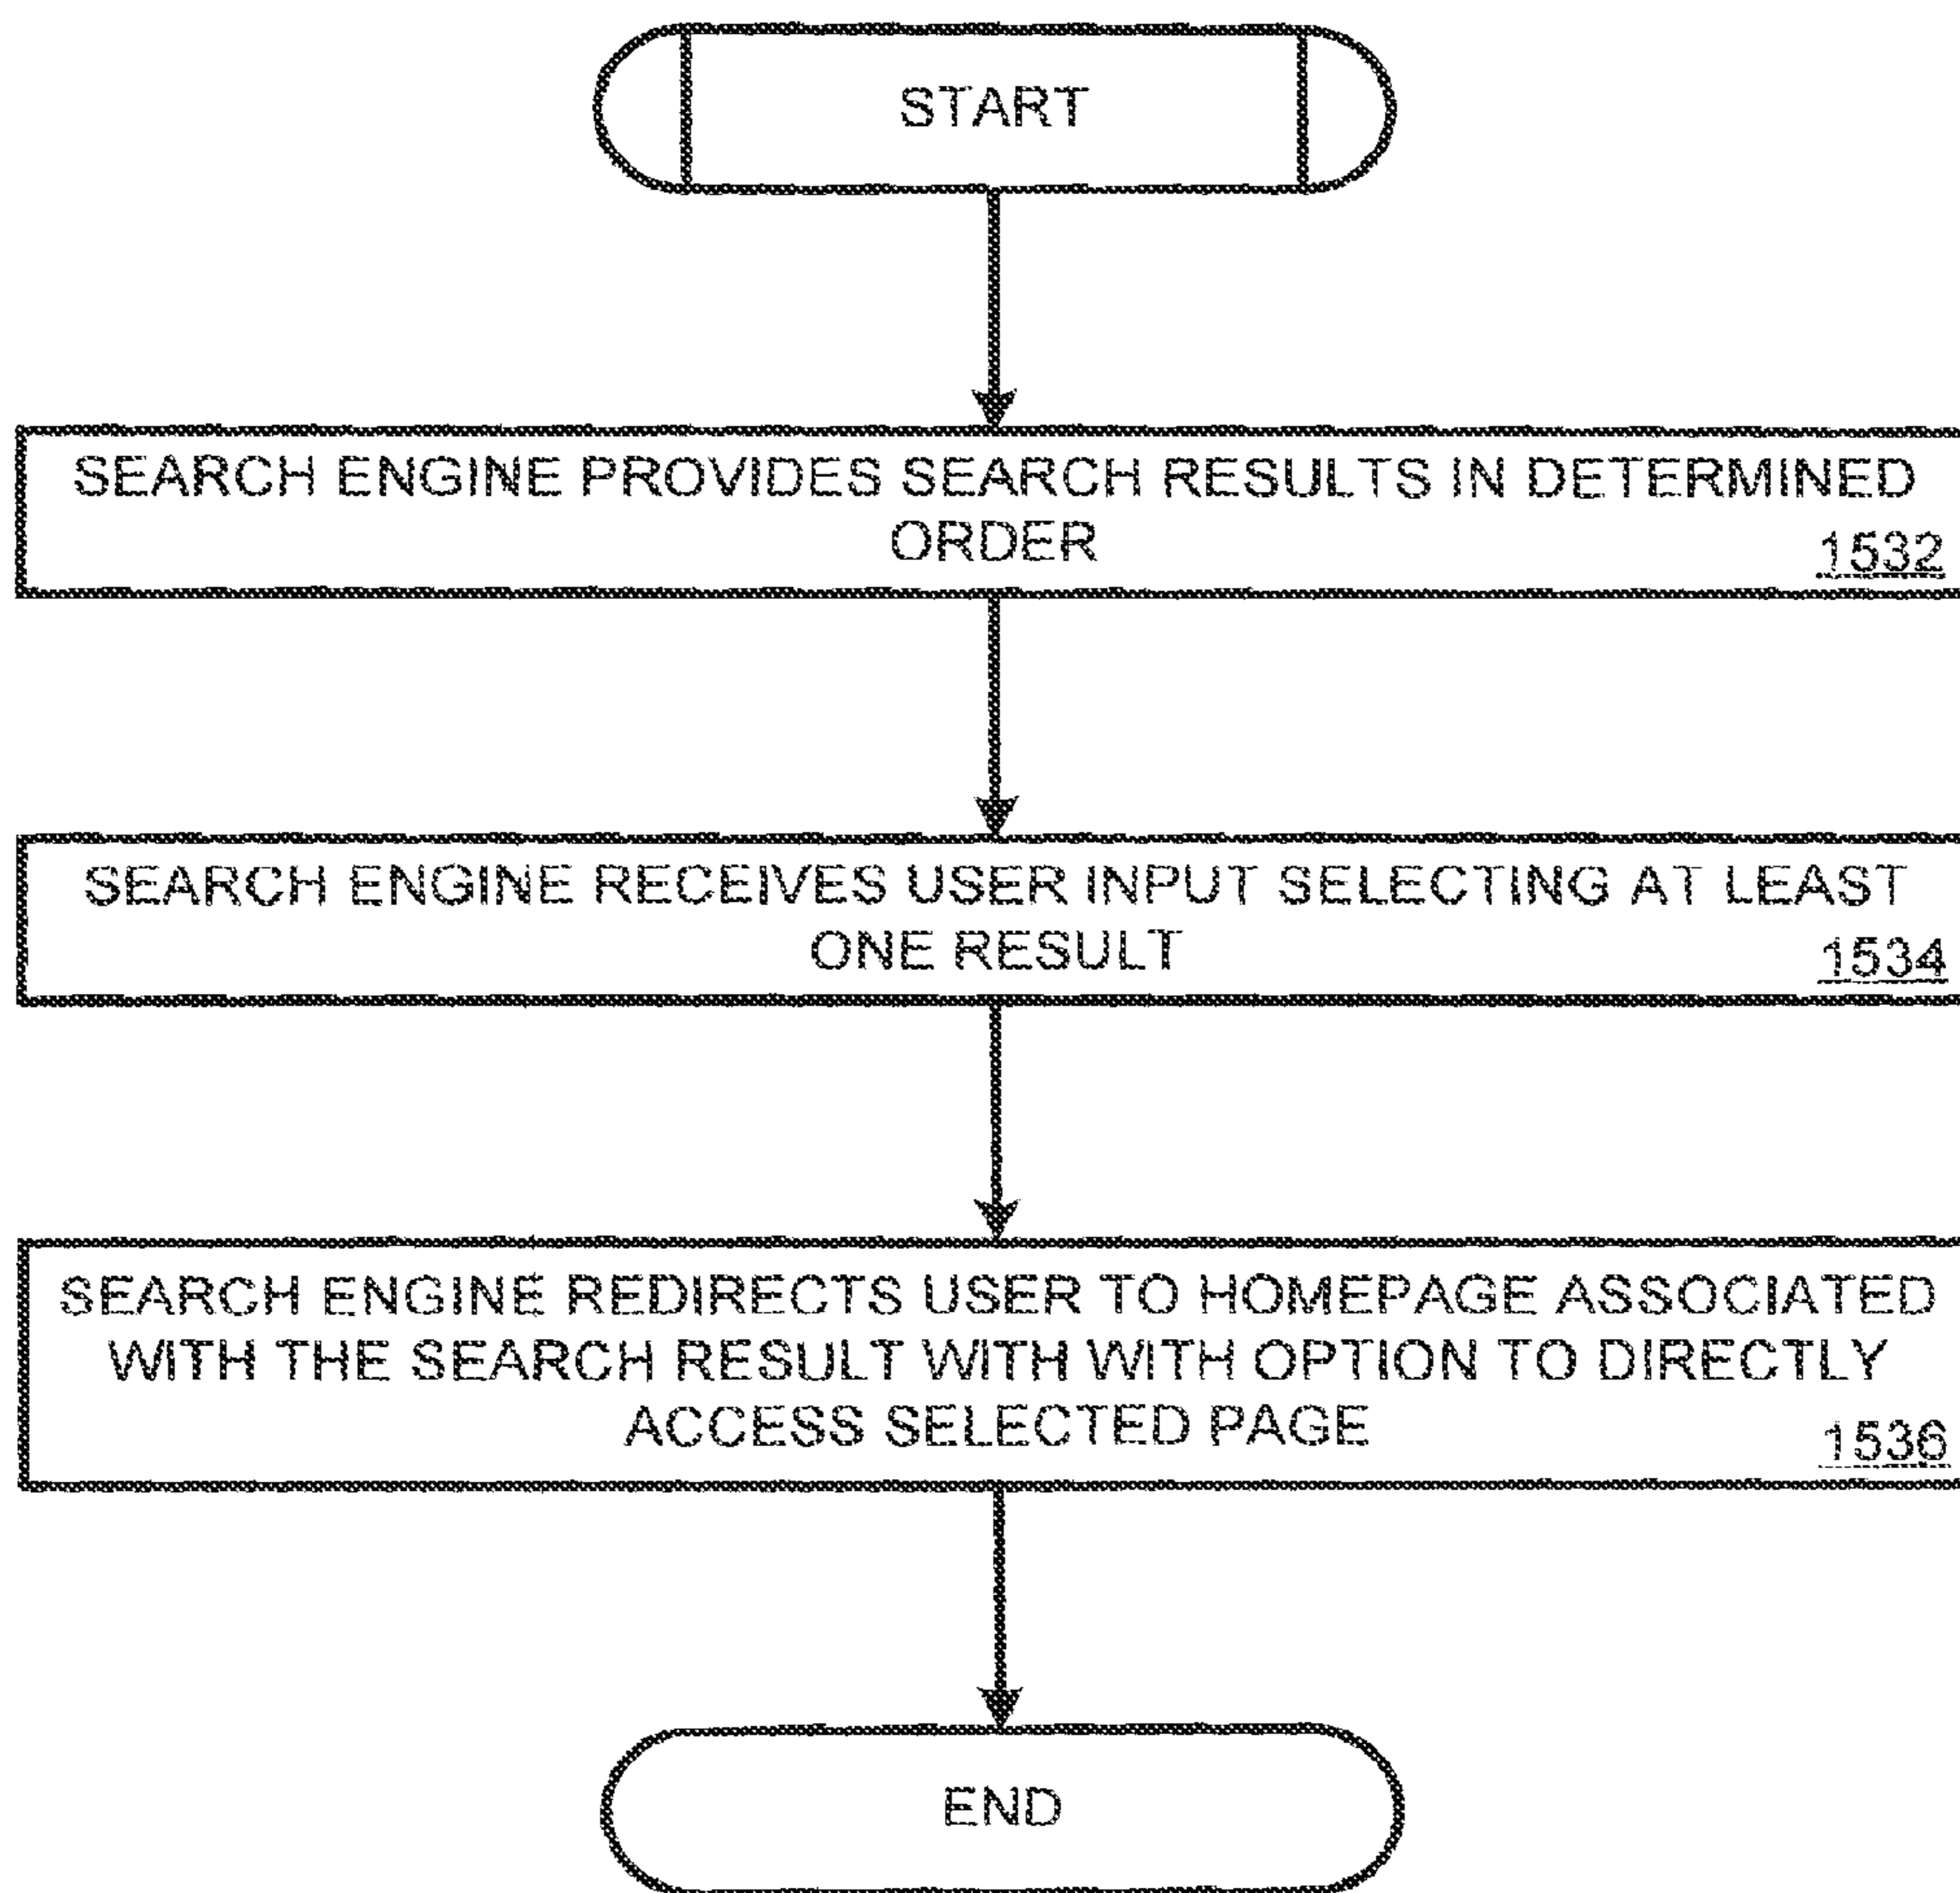 START
SEARCH ENGINE PROVIDES SEARCH RESULTS IN DETERMINED
ORDER
1532
SEARCH ENGINE RECEIVES USER INPUT SELECTING AT LEAST
ONE RESULT
1534
SEARCH ENGINE REDIRECTS USER TO HOMEPAGE ASSOCIATED
WITH THE SEARCH RESULT WITH WITH OPTION TO DIRECTLY
ACCESS SELECTED PAGE
1536
END